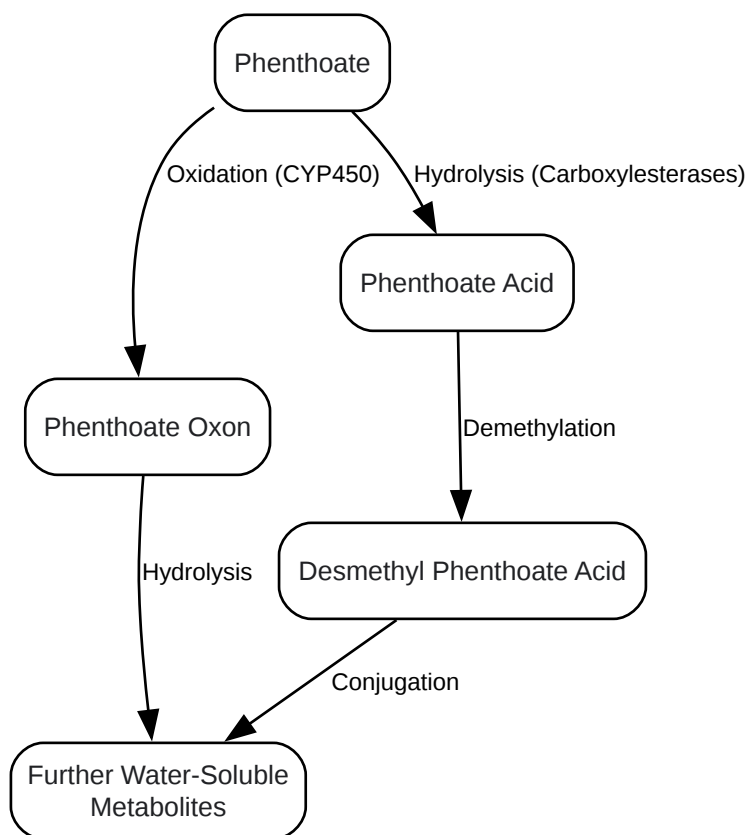 Phenthoate
Oxidation (CYP450)
Hydrolysis (Carboxylesterases)
Phenthoate Acid
Phenthoate Oxon
Demethylation
Hydrolysis
Desmethyl Phenthoate Acid
Conjugation
Further Water-Soluble
Metabolites